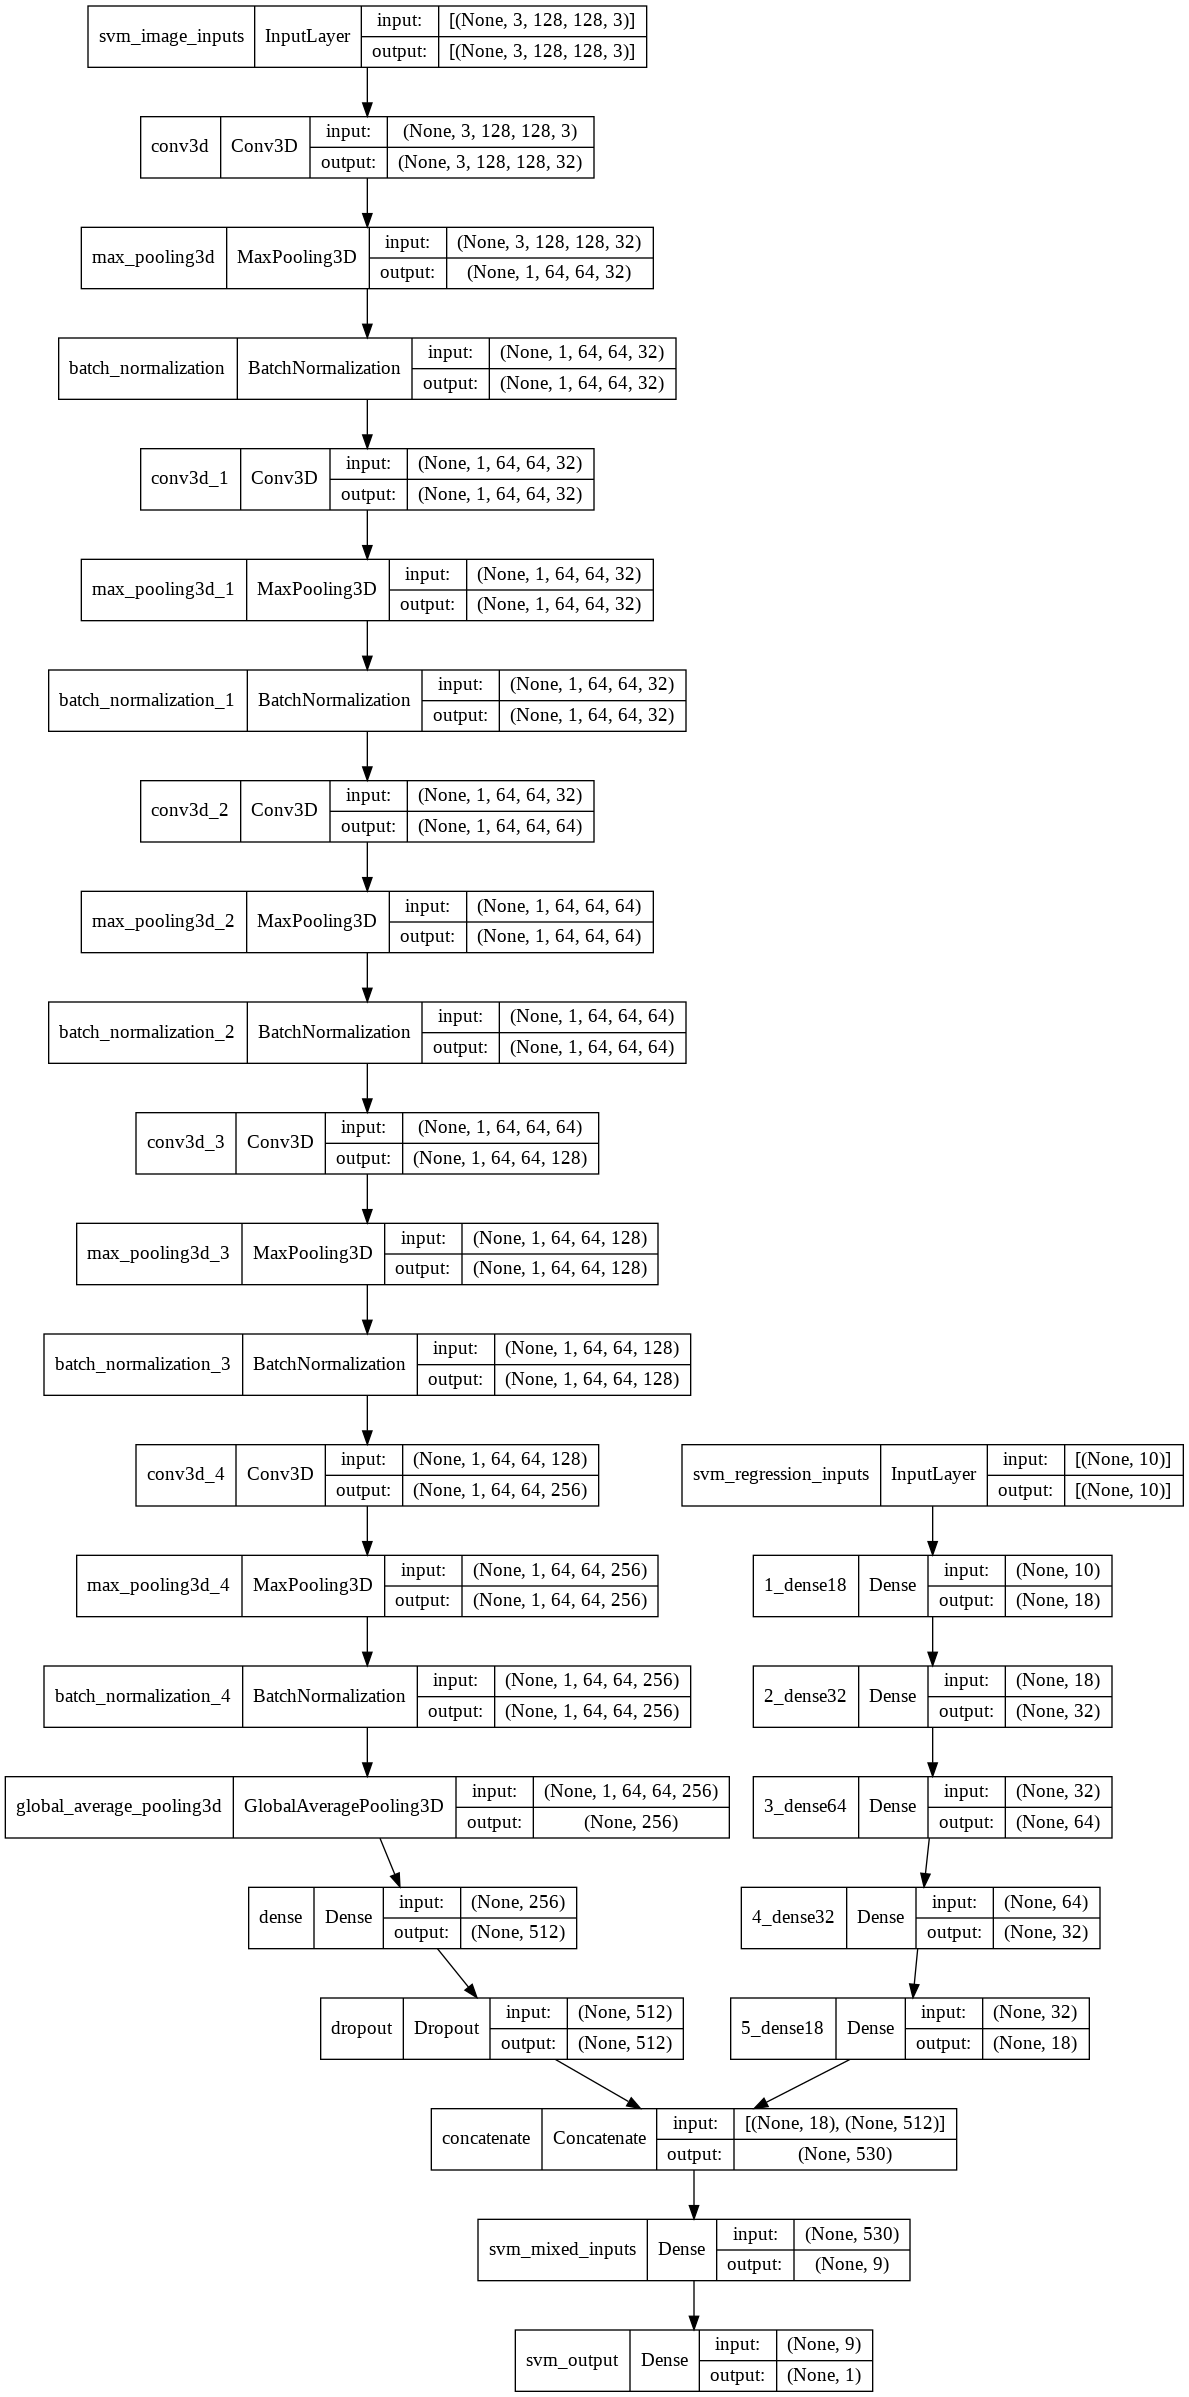 svm_image_inputs InputLayer input: [(None, 3, 128, 128, 3)]
output: [(None, 3, 128, 128, 3)]
conv3d Conv3D input: (None, 3, 128, 128, 3)
output: (None, 3, 128, 128, 32)
max_pooling3d MaxPooling3D input: (None, 3, 128, 128, 32)
output: (None, 1, 64, 64, 32)
batch_normalization BatchNormalization input: (None, 1, 64, 64, 32)
output: (None, 1, 64, 64, 32)
conv3d_1 Conv3D input: (None, 1, 64, 64, 32)
output: (None, 1, 64, 64, 32)
max_pooling3d_1 MaxPooling3D input: (None, 1, 64, 64, 32)
output: (None, 1, 64, 64, 32)
batch_normalization_1 BatchNormalization input: (None, 1, 64, 64, 32)
output: (None, 1, 64, 64, 32)
conv3d_2 Conv3D input: (None, 1, 64, 64, 32)
output: (None, 1, 64, 64, 64)
max_pooling3d_2 MaxPooling3D input: (None, 1, 64, 64, 64)
output: (None, 1, 64, 64, 64)
batch_normalization_2 BatchNormalization input: (None, 1, 64, 64, 64)
output: (None, 1, 64, 64, 64)
conv3d_3 Conv3D input: (None, 1, 64, 64, 64)
output: (None, 1, 64, 64, 128)
max_pooling3d_3 MaxPooling3D input: (None, 1, 64, 64, 128)
output: (None, 1, 64, 64, 128)
batch_normalization_3 BatchNormalization input: (None, 1, 64, 64, 128)
output: (None, 1, 64, 64, 128)
conv3d_4 Conv3D input: (None, 1, 64, 64, 128)
output: (None, 1, 64, 64, 256)
max_pooling3d_4 MaxPooling3D input: (None, 1, 64, 64, 256)
output: (None, 1, 64, 64, 256)
batch_normalization_4 BatchNormalization input: (None, 1, 64, 64, 256)
output: (None, 1, 64, 64, 256)
global_average_pooling3d GlobalAveragePooling3D input: (None, 1, 64, 64, 256)
output: (None, 256)
dense Dense input: (None, 256)
output: (None, 512)
dropout Dropout input: (None, 512)
output: (None, 512)
svm_regression_inputs InputLayer input: [(None, 10)]
output: [(None, 10)]
1_dense18 Dense input: (None, 10)
output: (None, 18)
2_dense32 Dense input: (None, 18)
output: (None, 32)
3_dense64 Dense input: (None, 32)
output: (None, 64)
4_dense32 Dense input: (None, 64)
output: (None, 32)
5_dense18 Dense input: (None, 32)
output: (None, 18)
concatenate Concatenate input: [(None, 18), (None, 512)]
output: (None, 530)
svm_mixed_inputs Dense input: (None, 530)
output: (None, 9)
svm_output Dense input: (None, 9)
output: (None, 1)